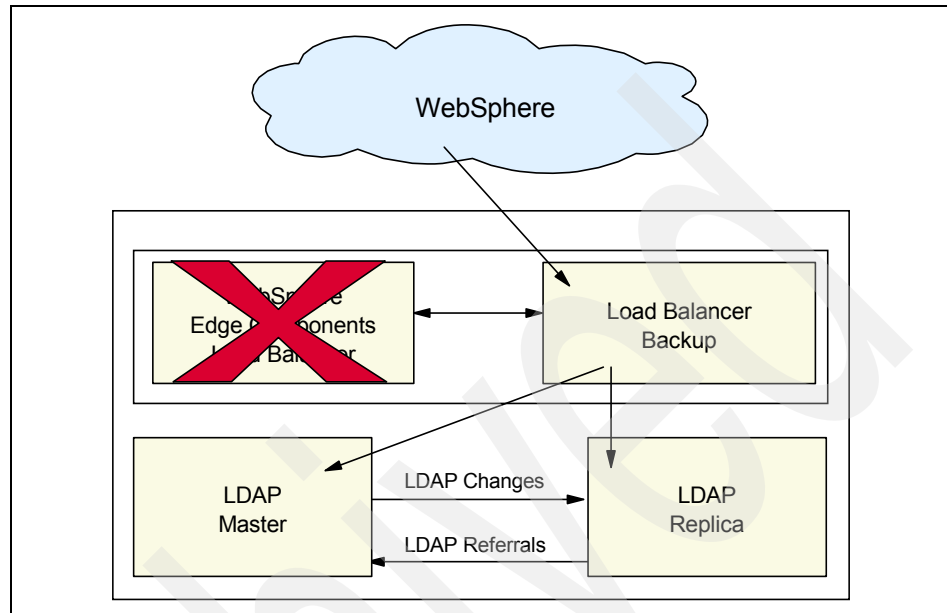 WebSphere
Edge
Load Balancer
Backup
LDAP
Master
LDAP Changes
LDAP Referrals
LDAP
Replica